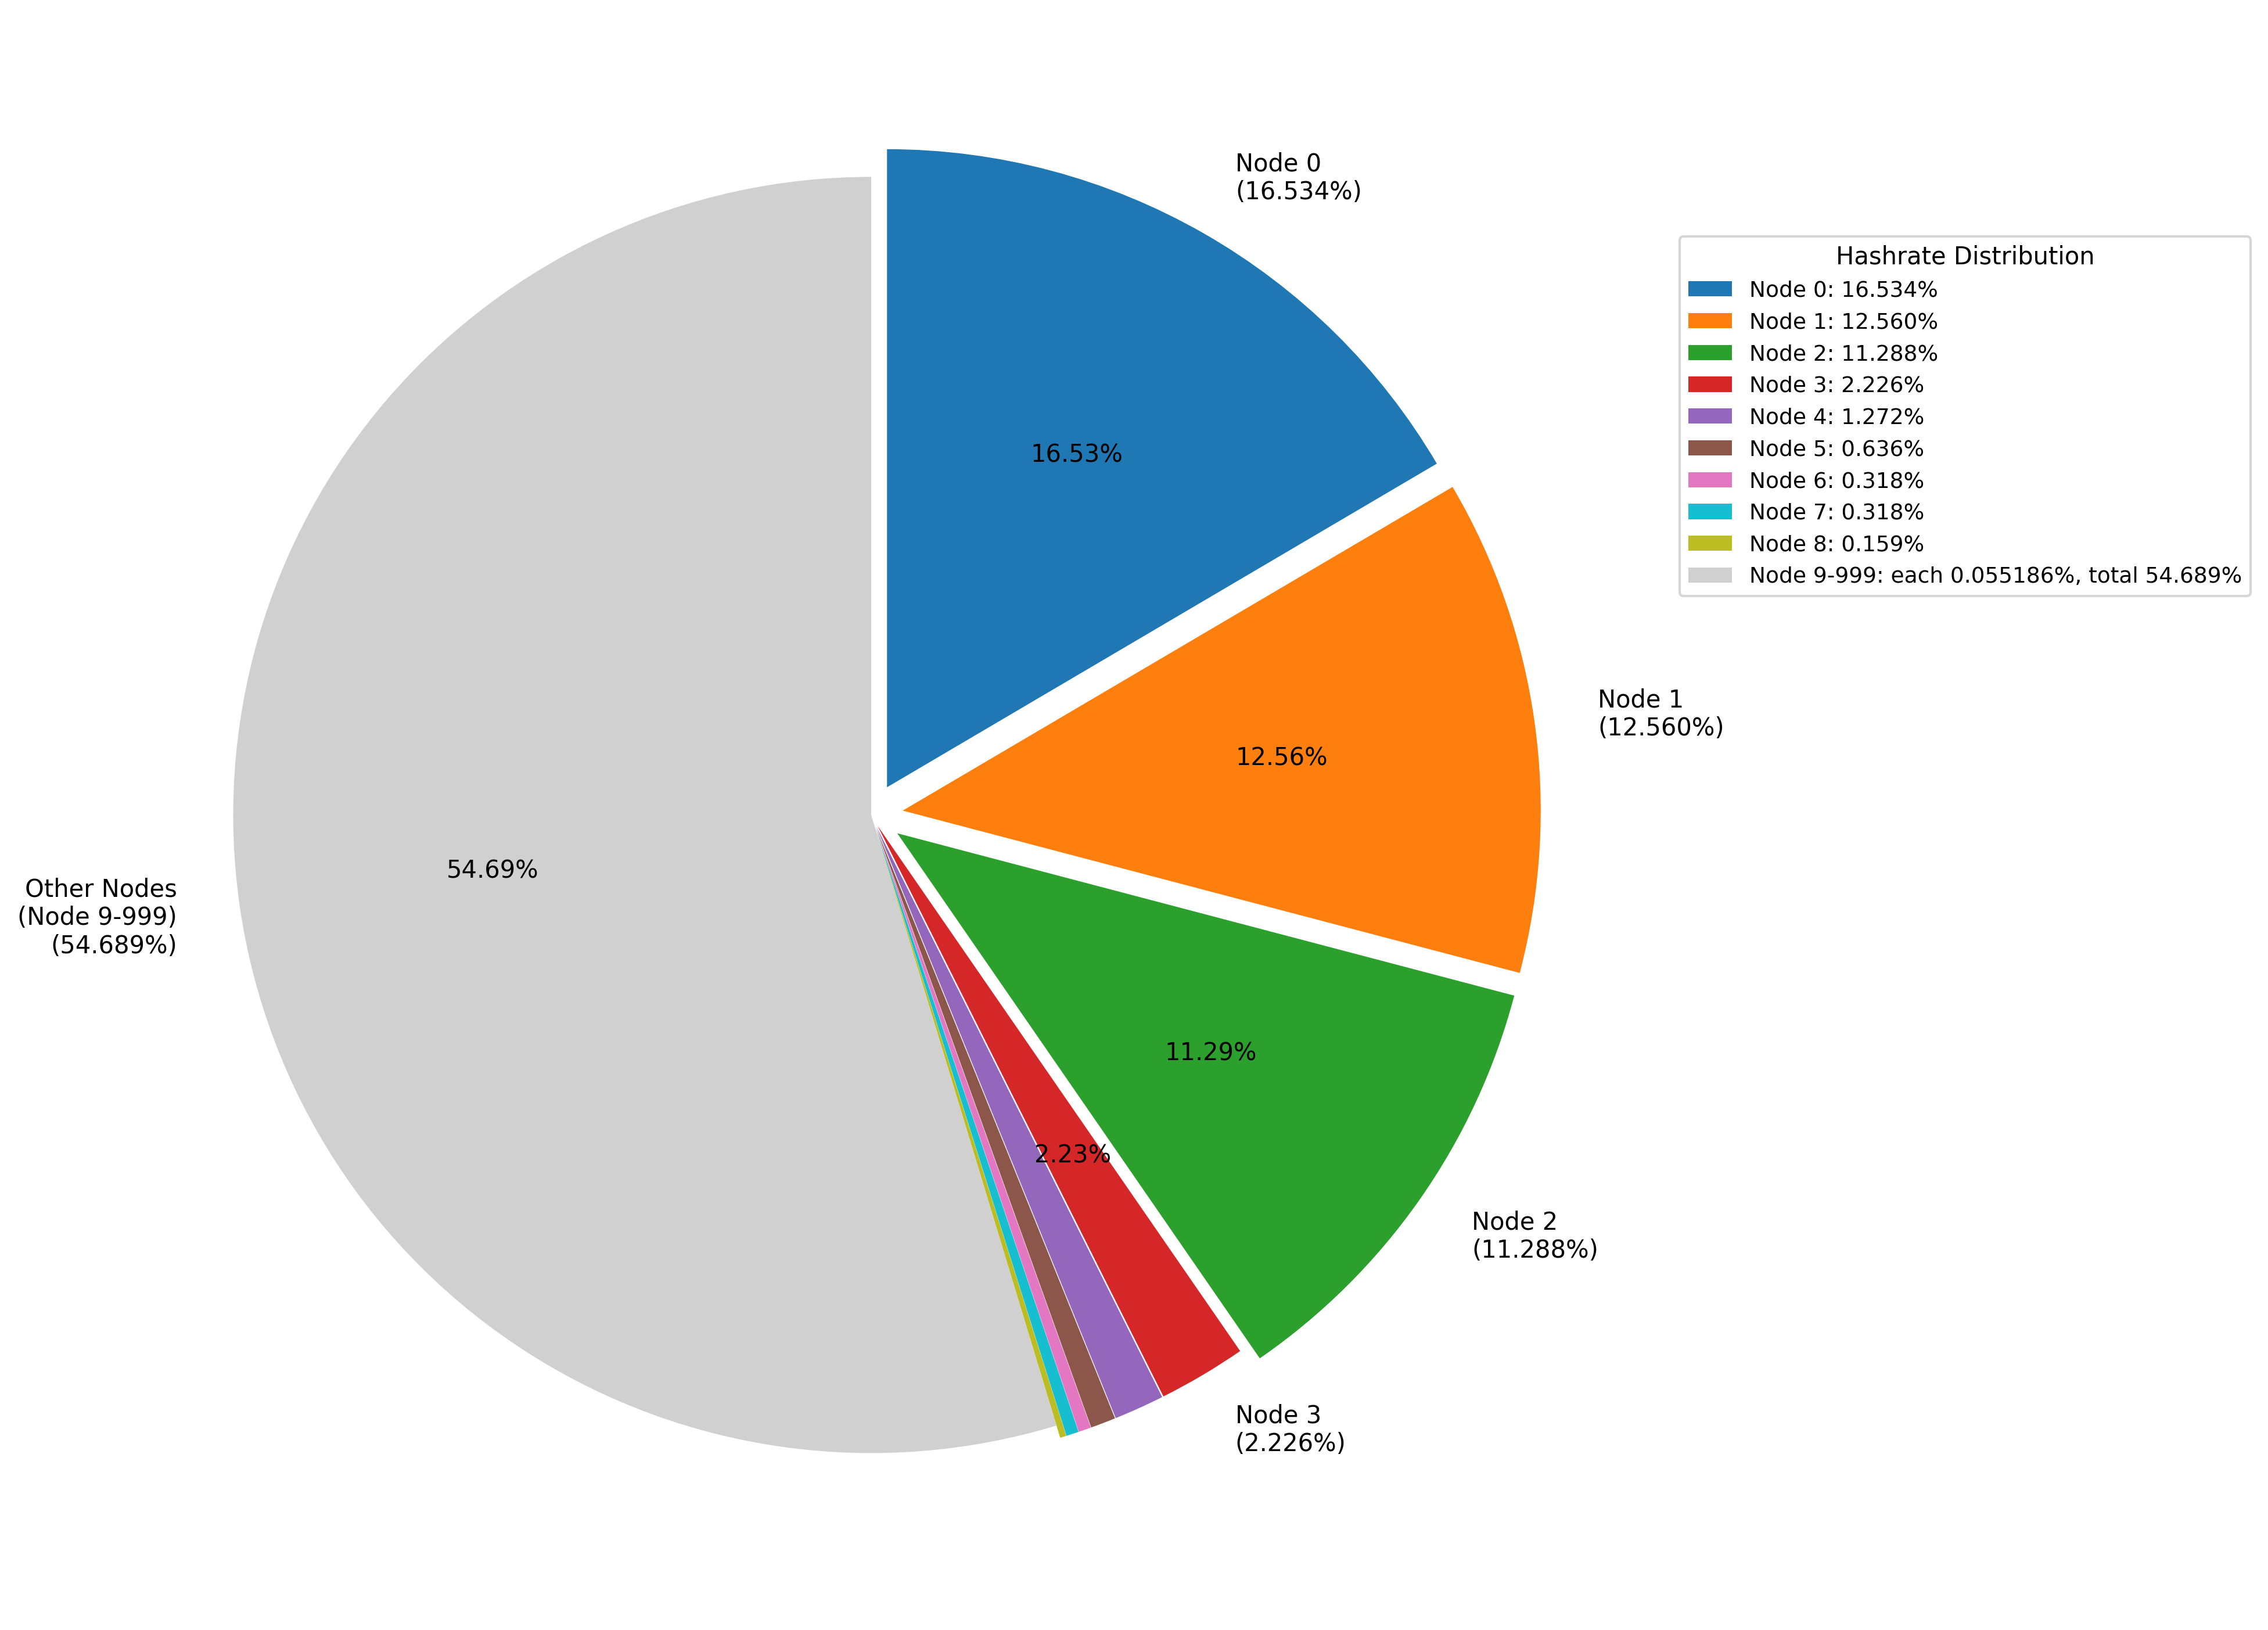 Node 0
(16.534%)
Hashrate Distribution
Node 0: 16.534%
Node 1: 12.560%
Node 2: 11.288%
Node 3: 2.226%
Node 4: 1.272%
Node 5: 0.636%
Node 6: 0.318%
Node 7: 0.318%
Node 8: 0.159%
Node 9-999: each 0.055186%, total 54.689%
16.53%
Node 1
(12.560%)
12.56%
54.69%
Other Nodes
(Node 9-999)
(54.689%)
11.29%
2.23%
Node 2
(11.288%)
Node 3
(2.226%)